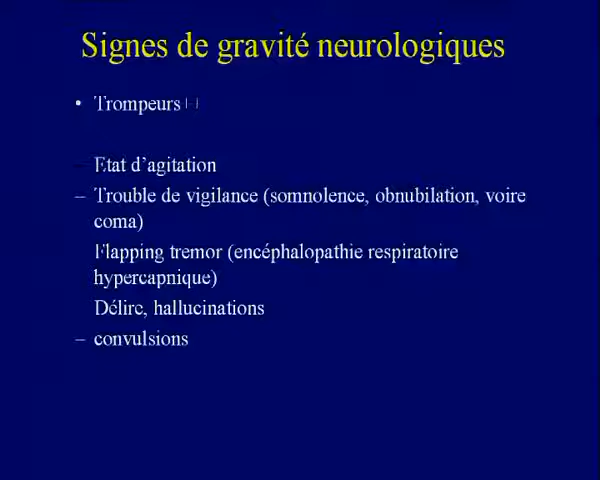 Signes de gravité neurologiques
• Trompeurs
– Etat d’agitation
– Trouble de vigilance (somnolence, obnubilation, voire
coma)
Flapping tremor (encéphalopathie respiratoire
hypercapnique)
Délire, hallucinations
– convulsions